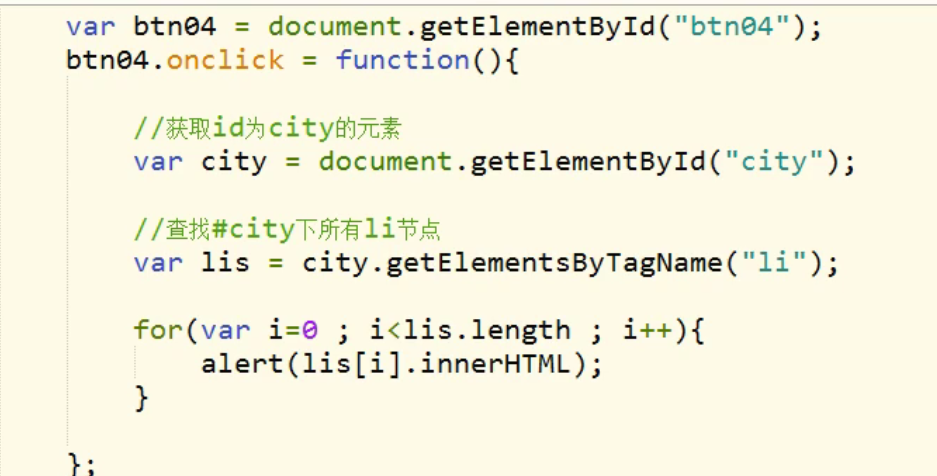 var btn04 = document.getElementById("btn04");
btn04.onclick = function(){
//获取id为city的元素
var city = document.getElementById("city");
//查找#city下所有li节点
var lis = city.getElementsByTagName("li");
for(var i=0 ; i<lis.length ; i++){
alert(lis[i].innerHTML);
}
};